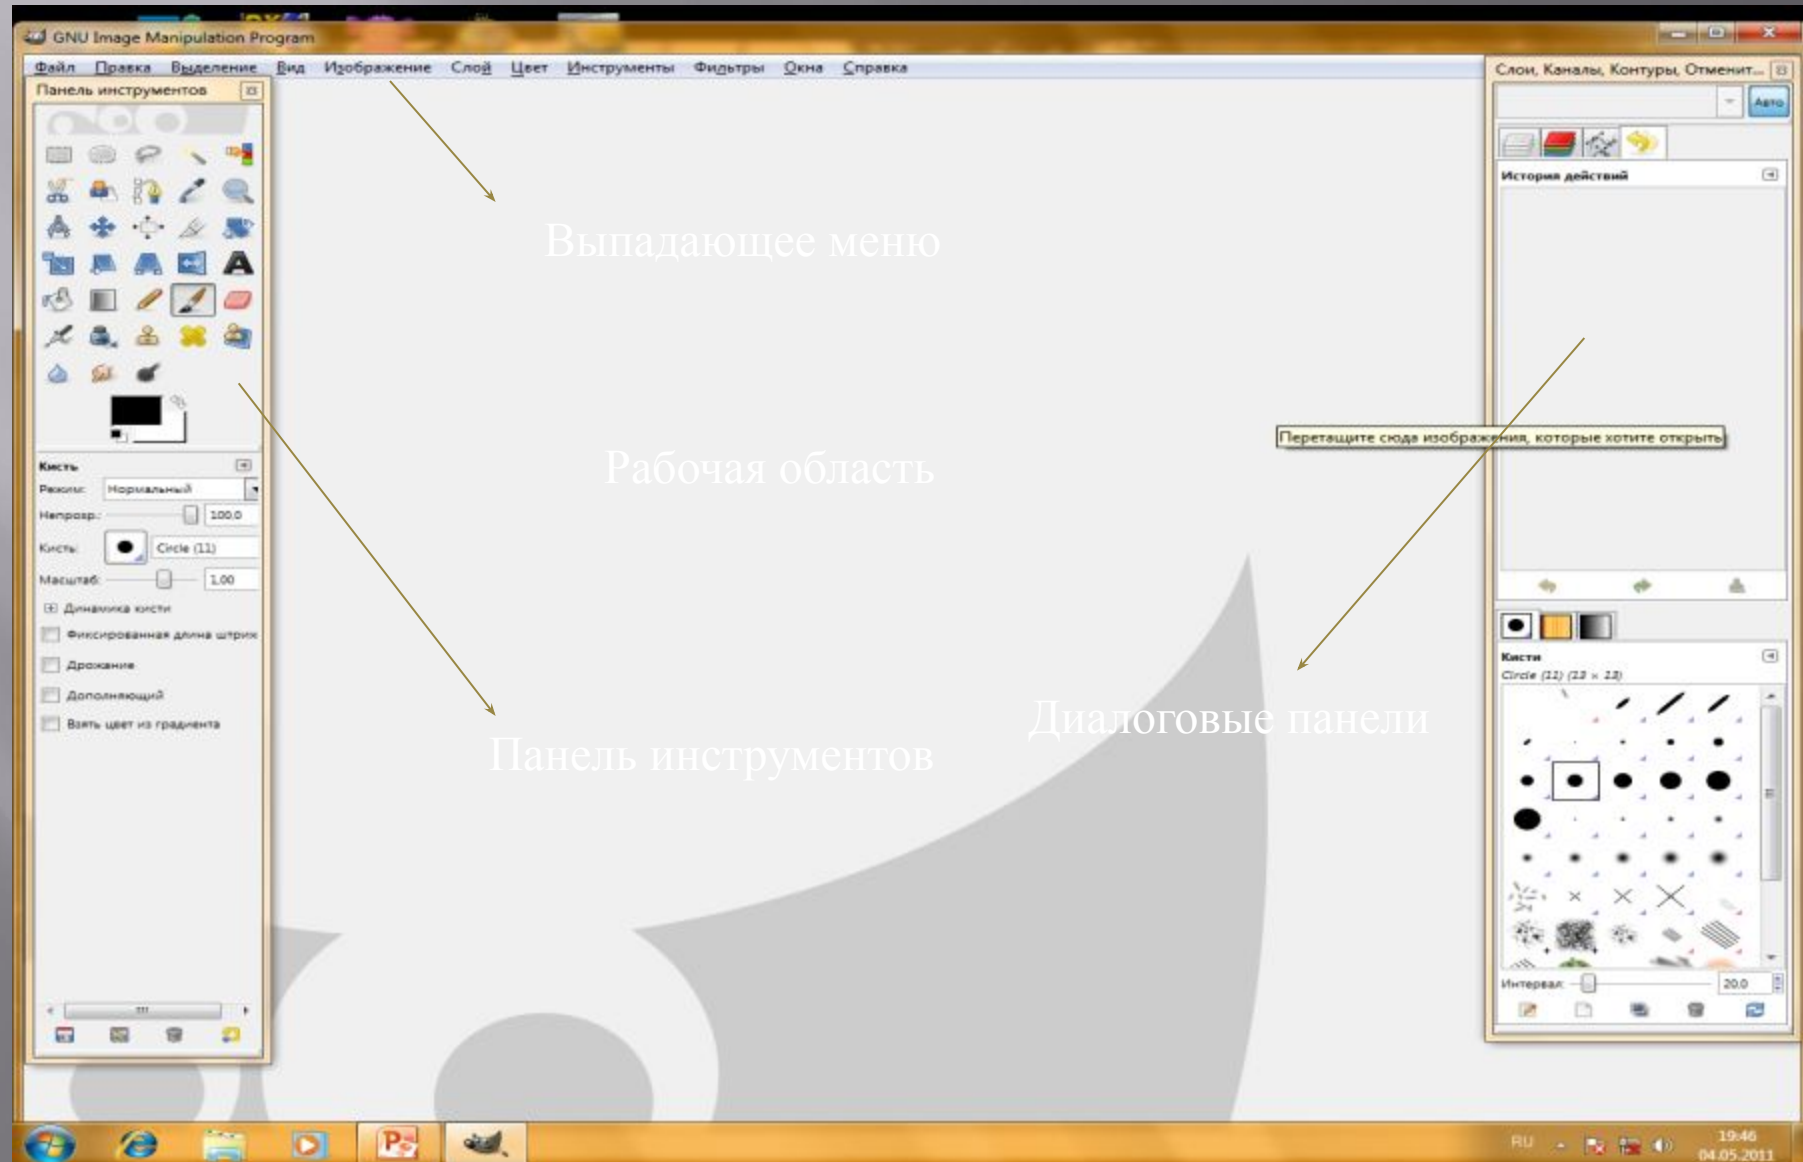 GNU Image Manipulation Program
Файл Правка Выделение Вид Изображение Слой Цвет Инструменты Фильтры Окна Справка
Панель инструментов
Кисть
Режим: Нормальный
Непрозр.: 100,0
Кисть: Circle (11)
Масштаб: 1,00
Динамика кисти
Фиксированная длина штрих
Дрожание
Дополняющий
Взять цвет из градиента
Выпадающее меню
Рабочая область
Панель инструментов
Диалоговые панели
Перетащите сюда изображения, которые хотите открыть
Слои, Каналы, Контуры, Отменит...
Авто
История действий
Кисти
Circle (11) (13 × 13)
Интервал: 20,0
RU
19:46
04.05.2011